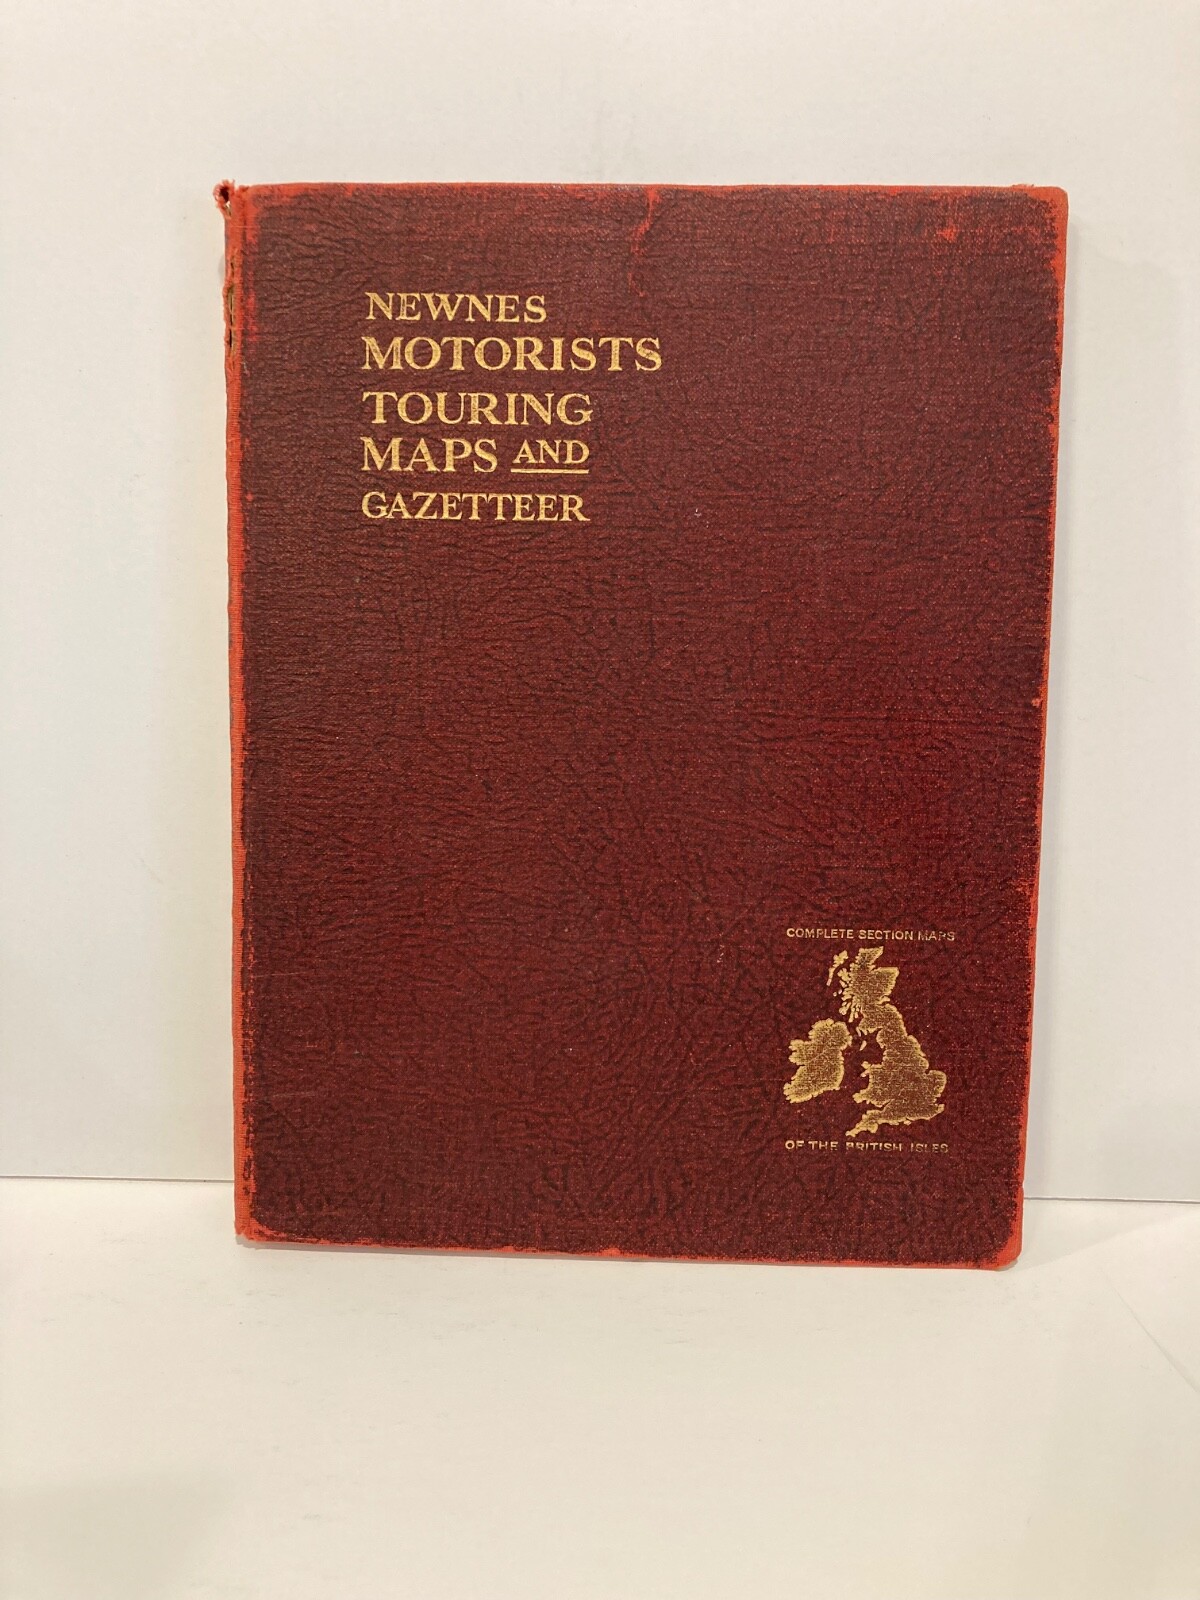 NEWNES
MOTORISTS
TOURING
MAPS AND
GAZETTEER
COMPLETE SECTION MAPS
OF THE BRITISH ISLES